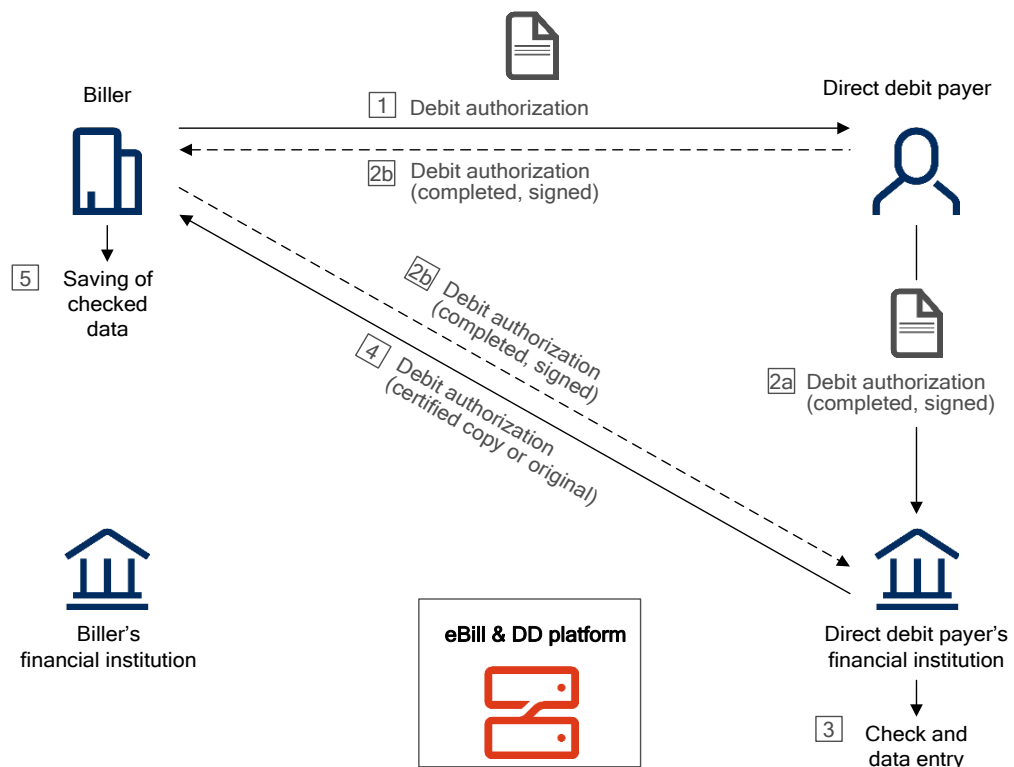 Biller
Direct debit payer
1 Debit authorization
2b Debit authorization
(completed, signed)
5 Saving of
checked
data
2b Debit authorization
(completed, signed)
4 Debit authorization
(certified copy or original)
2a Debit authorization
(completed, signed)
Biller's
financial institution
eBill & DD platform
Direct debit payer's
financial institution
3 Check and
data entry